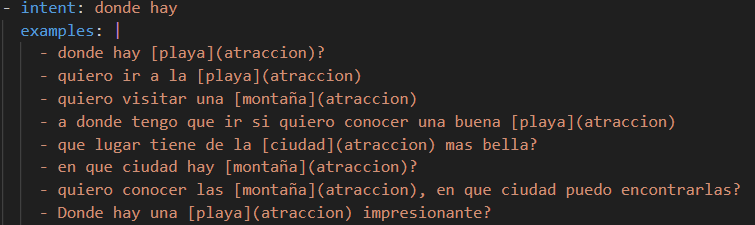 - intent: donde hay
examples: |
- donde hay [playa](atraccion)?
- quiero ir a la [playa](atraccion)
- quiero visitar una [montaña](atraccion)
- a donde tengo que ir si quiero conocer una buena [playa](atraccion)
- que lugar tiene de la [ciudad](atraccion) mas bella?
- en que ciudad hay [montaña](atraccion)?
- quiero conocer las [montaña](atraccion), en que ciudad puedo encontrarlas?
- Donde hay una [playa](atraccion) impresionante?